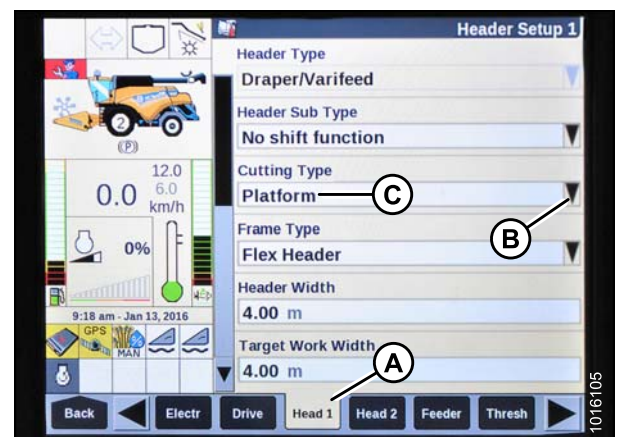 Header Setup 1
Header Type
Draper/Varifeed
Header Sub Type
No shift function
Cutting Type
Platform
C
B
Frame Type
Flex Header
Header Width
4.00 m
Target Work Width
A
4.00 m
2
(P)
12.0
0.0
6.0
km/h
0%
9:18 am - Jan 13, 2016
GPS
%
MAN
Back
Electr
Drive
Head 1
Head 2
Feeder
Thresh
1016105